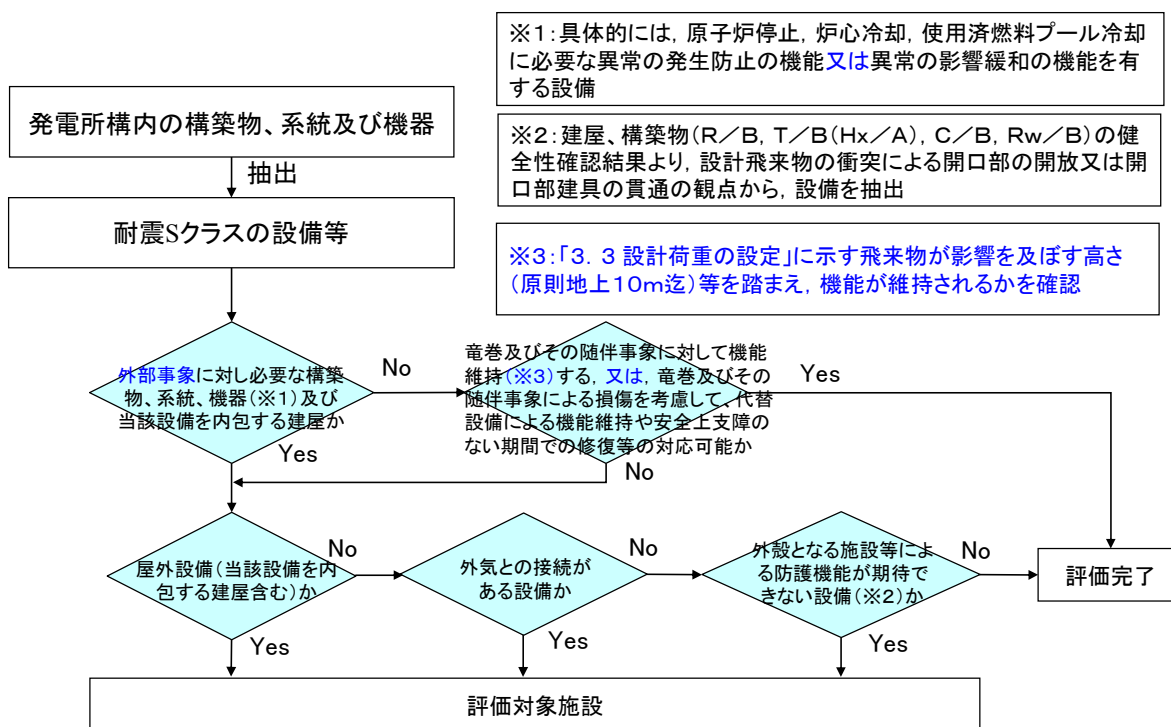 ※1：具体的には，原子炉停止，炉心冷却，使用済燃料プール冷却
に必要な異常の発生防止の機能又は異常の影響緩和の機能を有
する設備
発電所構内の構築物、系統及び機器
抽出
※2：建屋、構築物（R／B，T／B（Hx／A），C／B，Rw／B）の健
全性確認結果より，設計飛来物の衝突による開口部の開放又は開
口部建具の貫通の観点から，設備を抽出
耐震Sクラスの設備等
※3：「3．3 設計荷重の設定」に示す飛来物が影響を及ぼす高さ
（原則地上10m迄）等を踏まえ，機能が維持されるかを確認
外部事象に対し必要な構築
物、系統、機器（※1）及び
当該設備を内包する建屋か
No
Yes
竜巻及びその随伴事象に対して機能
維持（※3）する，又は，竜巻及びその
随伴事象による損傷を考慮して、代替
設備による機能維持や安全上支障の
ない期間での修復等の対応可能か
Yes
No
屋外設備（当該設備を内
包する建屋含む）か
No
Yes
外気との接続が
ある設備か
No
Yes
外殻となる施設等によ
る防護機能が期待で
きない設備（※2）か
No
Yes
評価完了
評価対象施設